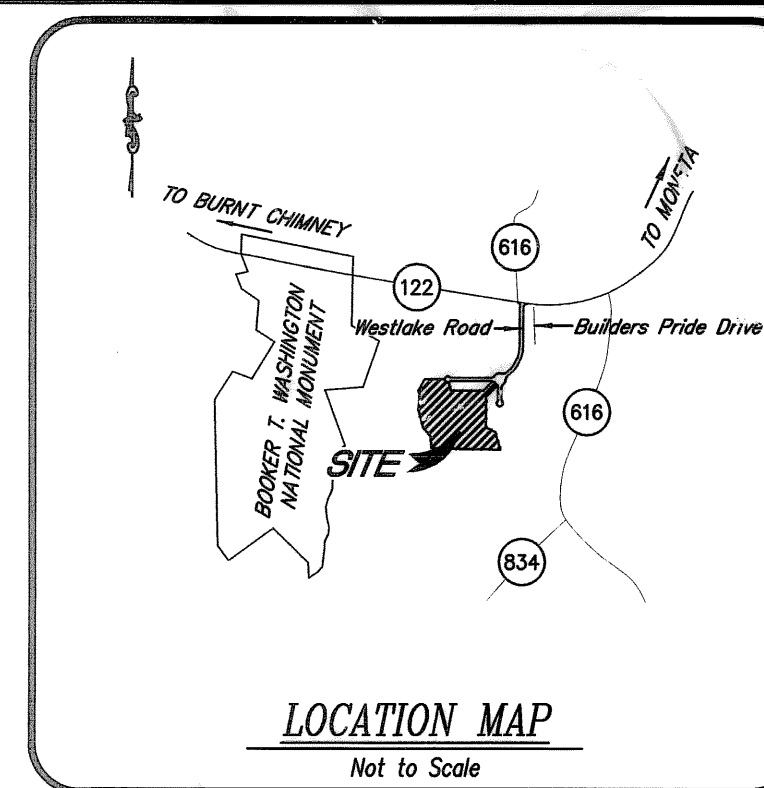 TO BURNT CHIMNEY
TO MONETA
616
122
Westlake Road
Builders Pride Drive
BOOKER T. WASHINGTON
NATIONAL MONUMENT
616
SITE
834
LOCATION MAP
Not to Scale